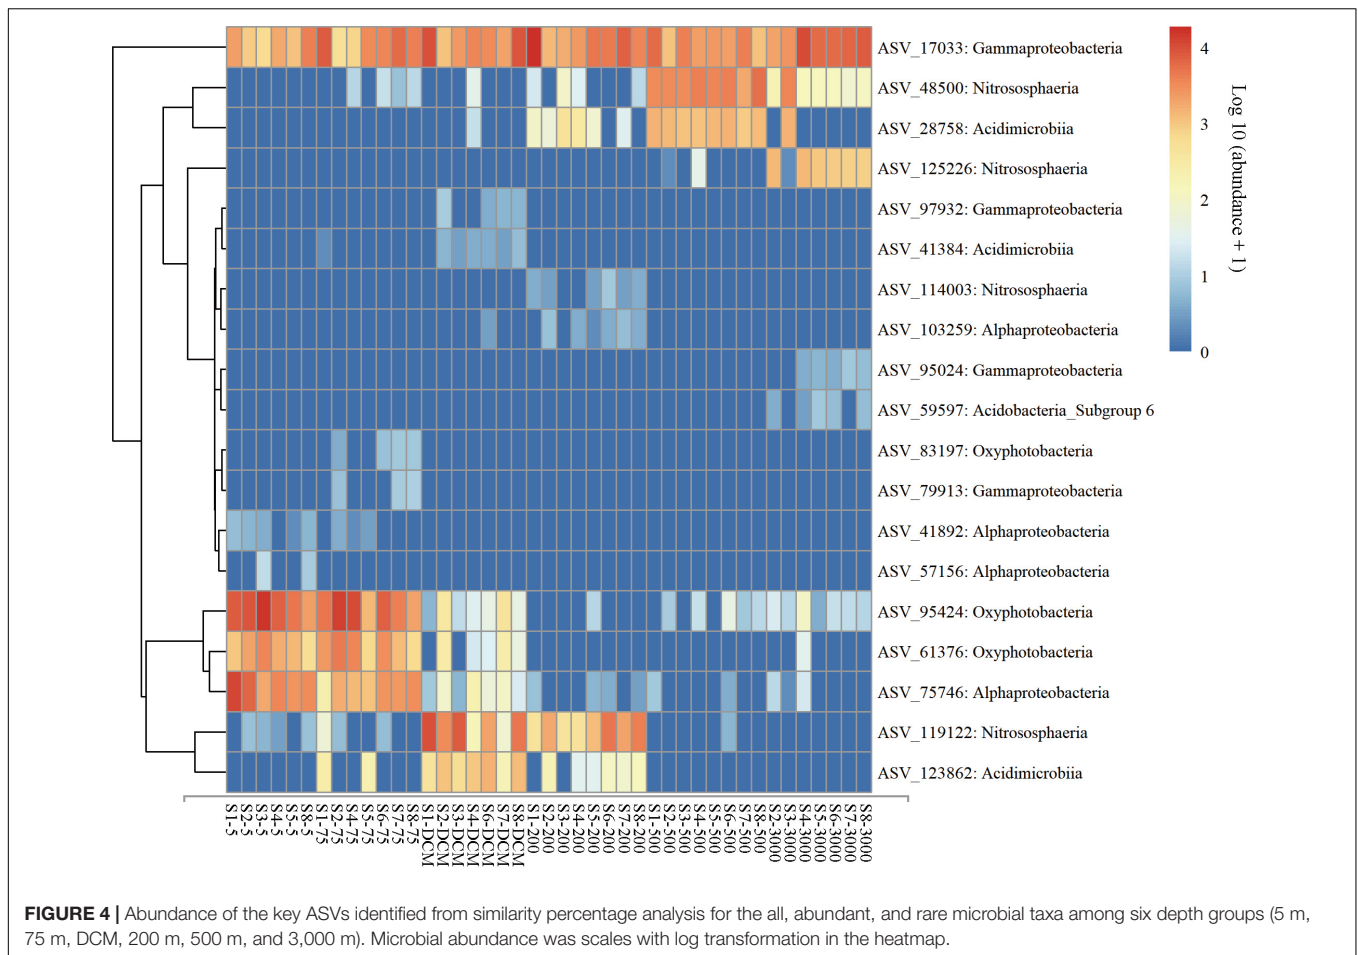 ASV_17033: Gammaproteobacteria
ASV_48500: Nitrososphaeria
ASV_28758: Acidimicrobiia
ASV_125226: Nitrososphaeria
ASV_97932: Gammaproteobacteria
ASV_41384: Acidimicrobiia
ASV_114003: Nitrososphaeria
ASV_103259: Alphaproteobacteria
ASV_95024: Gammaproteobacteria
ASV_59597: Acidobacteria_Subgroup 6
ASV_83197: Oxyphotobacteria
ASV_79913: Gammaproteobacteria
ASV_41892: Alphaproteobacteria
ASV_57156: Alphaproteobacteria
ASV_95424: Oxyphotobacteria
ASV_61376: Oxyphotobacteria
ASV_75746: Alphaproteobacteria
ASV_119122: Nitrososphaeria
ASV_123862: Acidimicrobiia
4
3
2
1
0
Log 10 (abundance + 1)
S1-5
S2-5
S3-5
S4-5
S5-5
S8-5
S1-75
S2-75
S4-75
S5-75
S6-75
S7-75
S8-75
S1-DCM
S2-DCM
S3-DCM
S4-DCM
S6-DCM
S7-DCM
S8-DCM
S1-200
S2-200
S3-200
S4-200
S5-200
S6-200
S7-200
S8-200
S1-500
S2-500
S3-500
S4-500
S5-500
S6-500
S7-500
S8-500
S2-3000
S3-3000
S4-3000
S5-3000
S6-3000
S7-3000
S8-3000
FIGURE 4 | Abundance of the key ASVs identified from similarity percentage analysis for the all, abundant, and rare microbial taxa among six depth groups (5 m,
75 m, DCM, 200 m, 500 m, and 3,000 m). Microbial abundance was scales with log transformation in the heatmap.